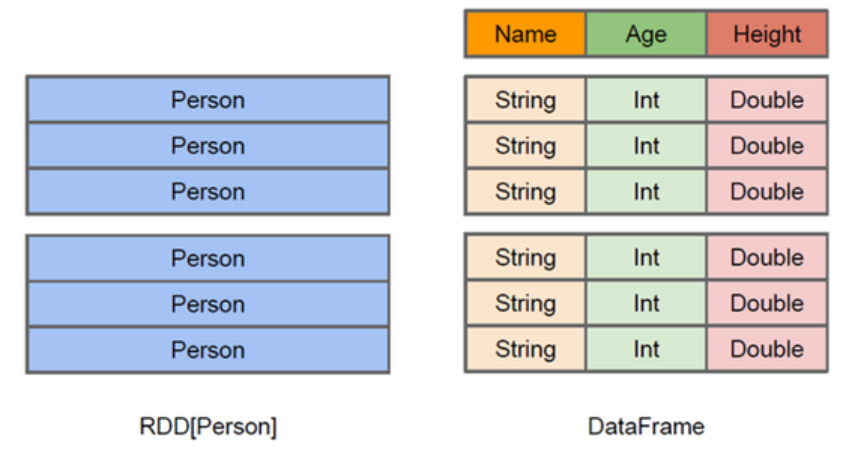 Name Age Height
Person String Int Double
Person String Int Double
Person String Int Double
Person String Int Double
Person String Int Double
Person String Int Double
RDD[Person] DataFrame